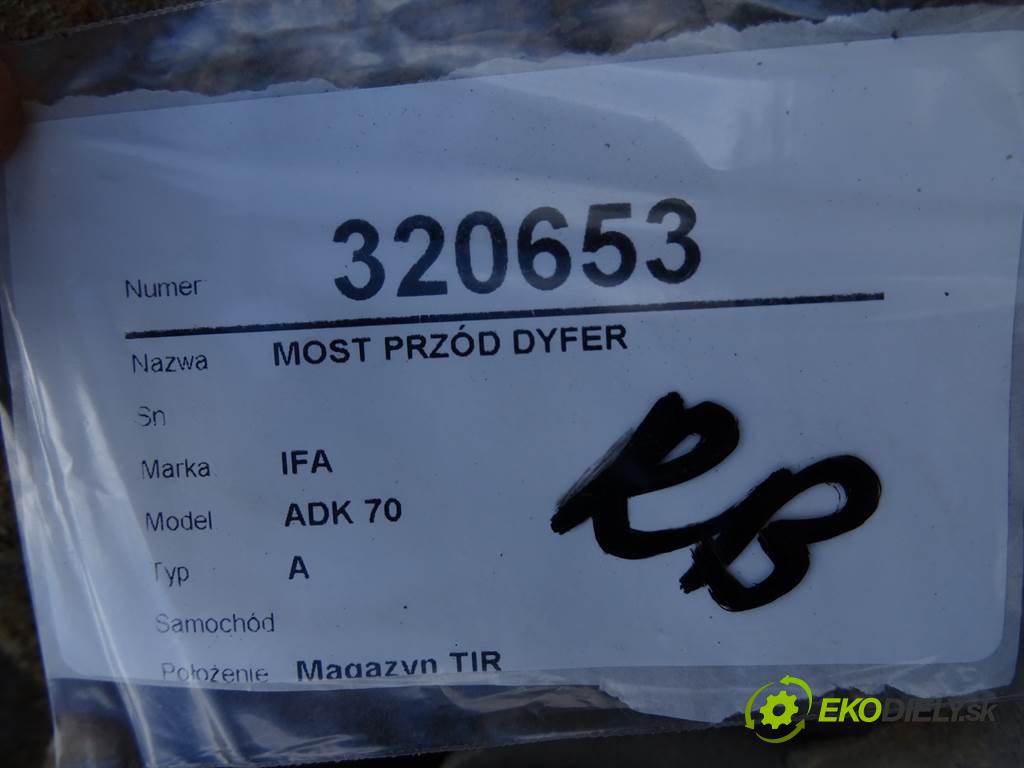 Numer 320653
Nazwa MOST PRZÓD DYFER
Sn
Marka IFA
Model ADK 70
Typ A
Samochód
Położenie Magazyn TIR
RB
EKODIELY.SK